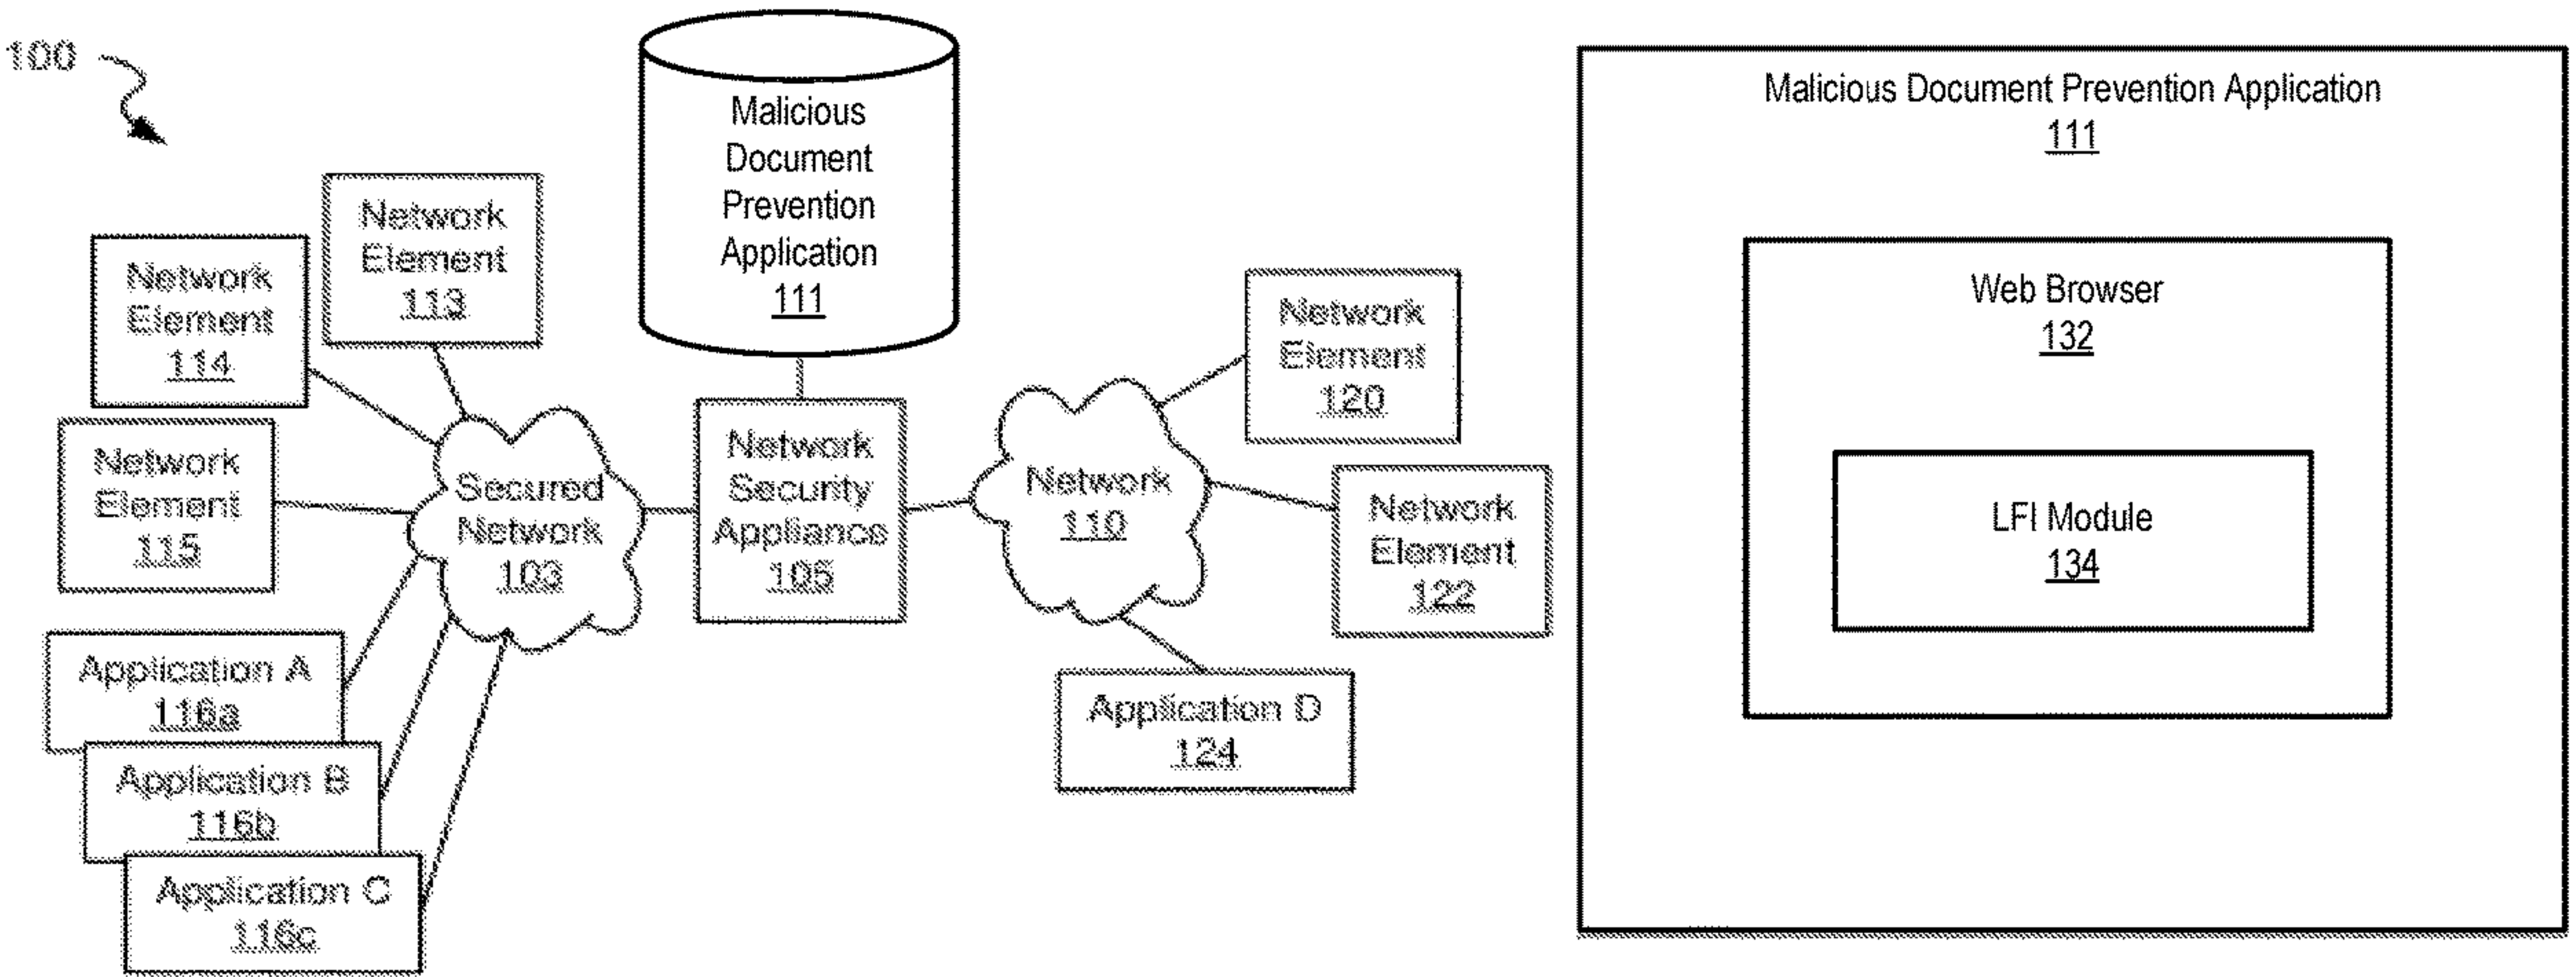 100
Malicious
Document
Prevention
Application
111
Network
Element
113
Network
Element
114
Network
Element
115
Secured
Network
103
Network
Security
Appliance
105
Network
110
Network
Element
120
Network
Element
122
Application A
116a
Application B
116b
Application C
116c
Application D
124
Malicious Document Prevention Application
111
Web Browser
132
LFI Module
134